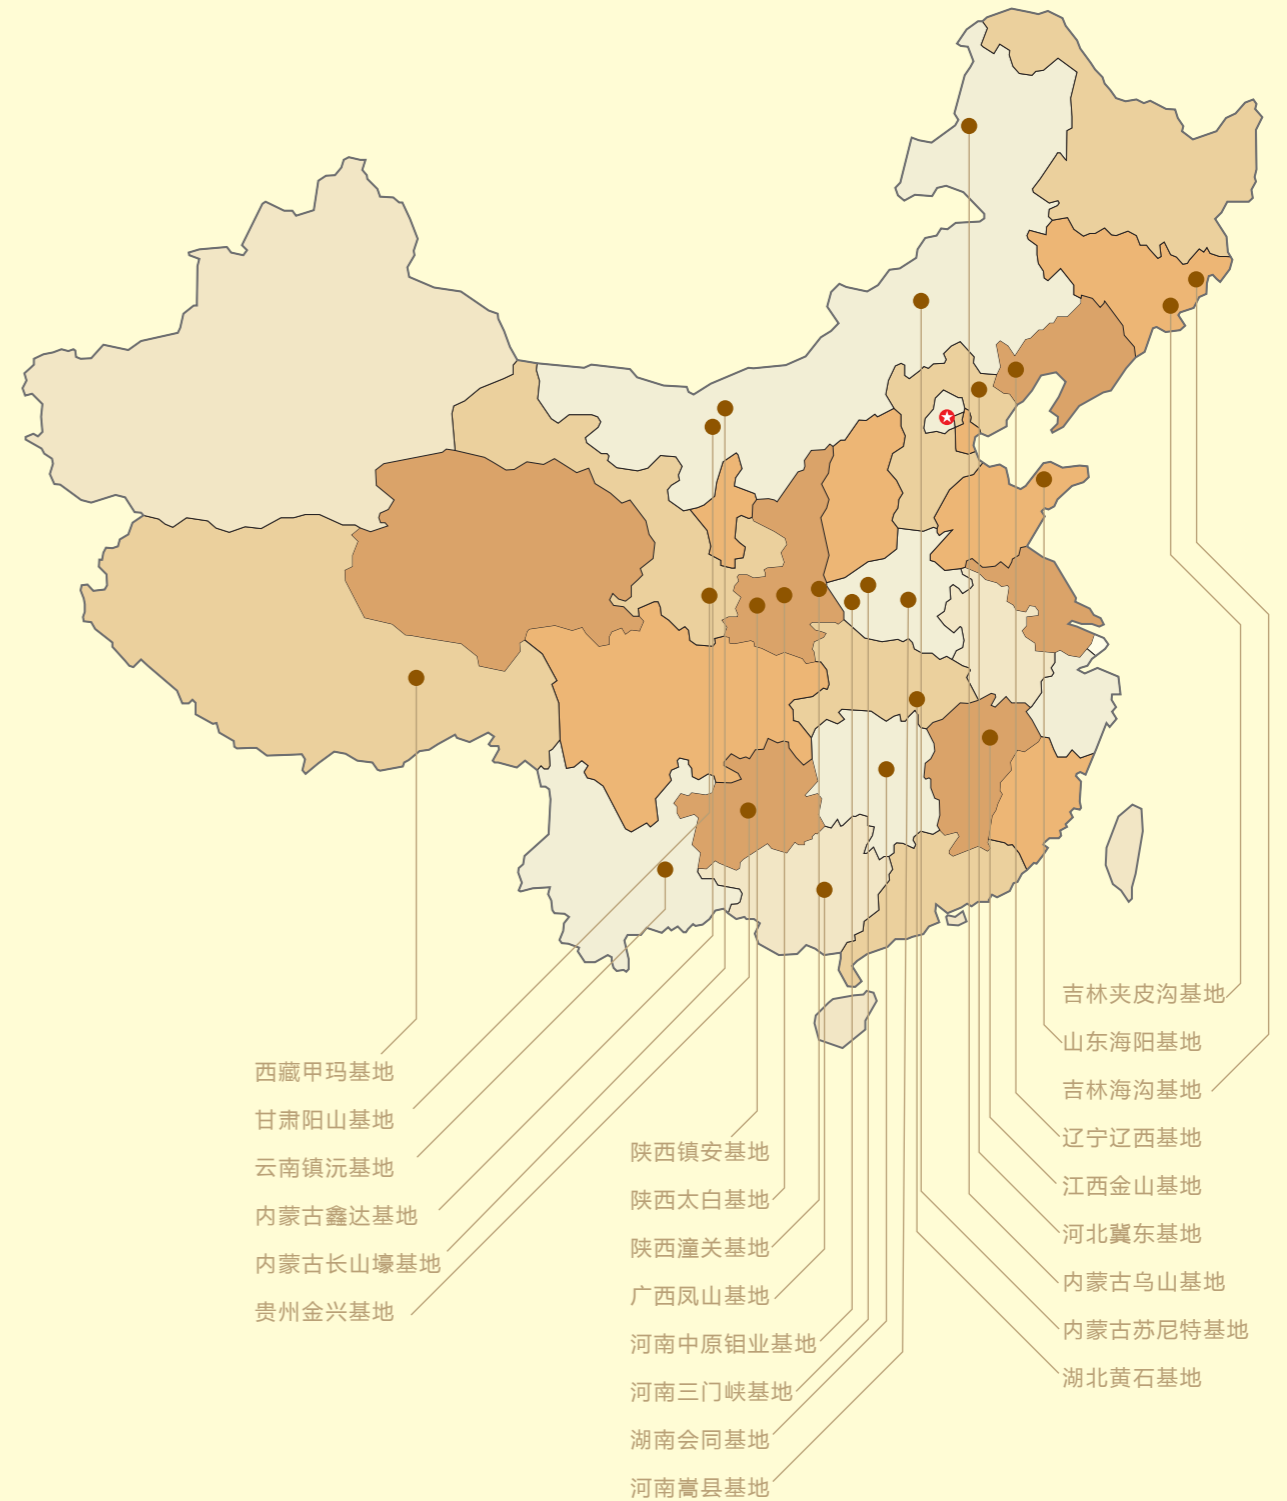 西藏甲玛基地
甘肃阳山基地
云南镇沅基地
内蒙古鑫达基地
内蒙古长山壕基地
贵州金兴基地
陕西镇安基地
陕西太白基地
陕西潼关基地
广西凤山基地
河南中原钼业基地
河南三门峡基地
湖南会同基地
河南嵩县基地
吉林夹皮沟基地
山东海阳基地
吉林海沟基地
辽宁辽西基地
江西金山基地
河北冀东基地
内蒙古乌山基地
内蒙古苏尼特基地
湖北黄石基地